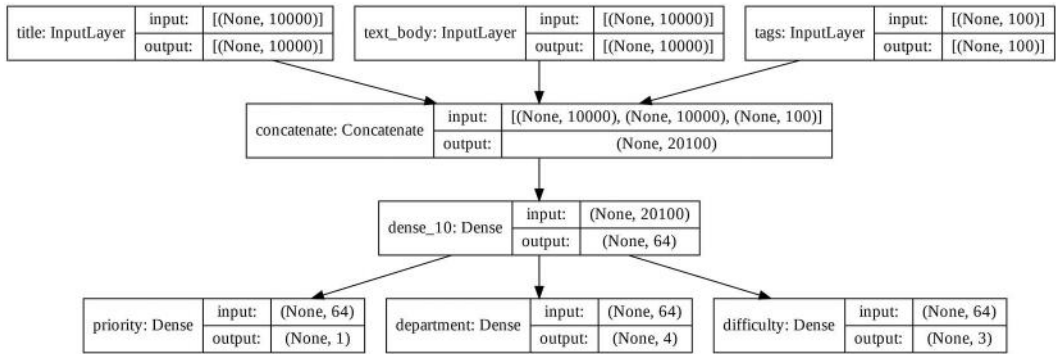 title: InputLayer
input:
[(None, 10000)]
output:
[(None, 10000)]
text_body: InputLayer
input:
[(None, 10000)]
output:
[(None, 10000)]
tags: InputLayer
input:
[(None, 100)]
output:
[(None, 100)]
concatenate: Concatenate
input:
[(None, 10000), (None, 10000), (None, 100)]
output:
(None, 20100)
dense_10: Dense
input:
(None, 20100)
output:
(None, 64)
priority: Dense
input:
(None, 64)
output:
(None, 1)
department: Dense
input:
(None, 64)
output:
(None, 4)
difficulty: Dense
input:
(None, 64)
output:
(None, 3)